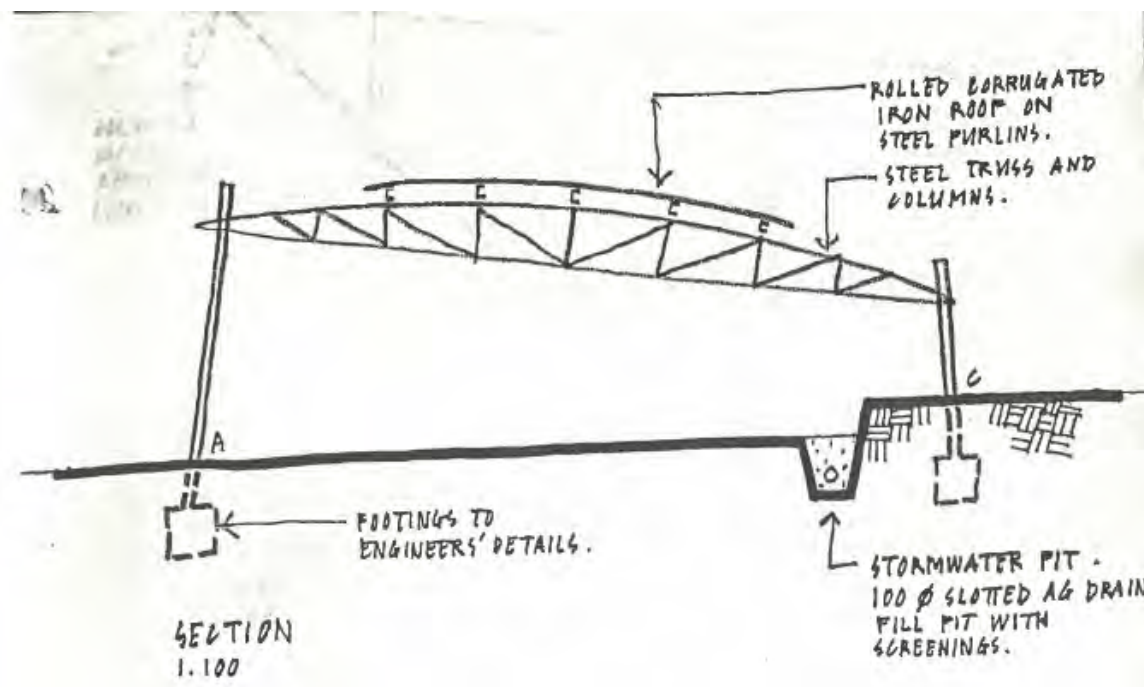 ROLLED CORRUGATED
IRON ROOF ON
STEEL PURLINS.
STEEL TRUSS AND
COLUMNS.
E E E E E
A
C
FOOTINGS TO
ENGINEERS' DETAILS.
STORMWATER PIT.
100 Ø SLOTTED AG DRAIN
FILL PIT WITH
SCREENINGS.
SECTION
1.100